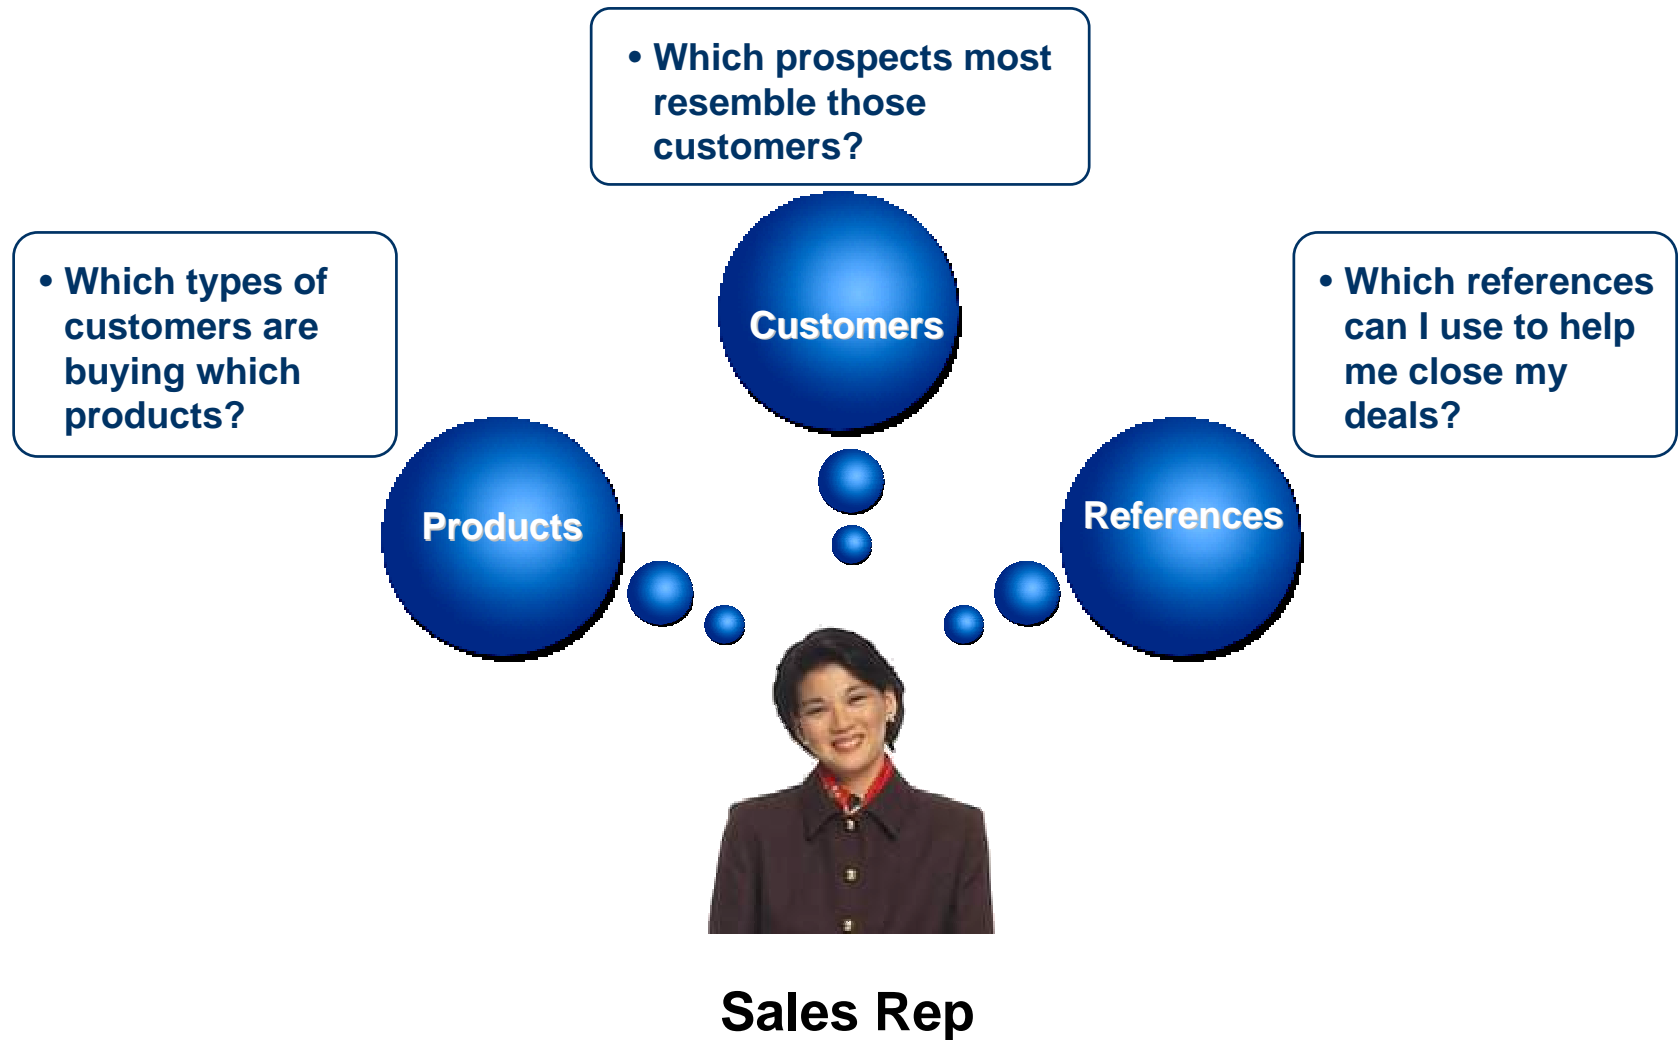 • Which prospects most
resemble those
customers?
• Which types of
customers are
buying which
products?
Customers
• Which references
can I use to help
me close my
deals?
Products
References
Sales Rep